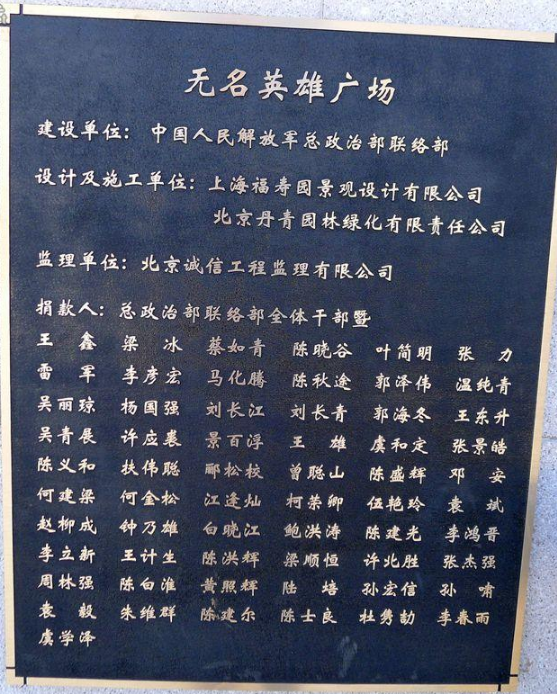 无名英雄广场
建设单位：中国人民解放军总政治部联络部
设计及施工单位：上海福寿园景观设计有限公司
北京丹青园林绿化有限责任公司
监理单位：北京诚信工程监理有限公司
捐款人：总政治部联络部全体干部暨
王 鑫 梁 冰 蔡如青 陈晓谷 叶简明 张 力
雷 军 李彦宏 马化腾 陈秋途 郭泽伟 温纯青
吴丽琼 杨国强 刘长江 刘长青 郭海冬 王东升
吴青展 许应裘 景百浮 王 雄 虞和定 张景皓
陈义和 扶伟聪 郦松校 曾聪山 陈盛辉 邓 安
何建梁 何金松 江逢灿 柯荣卿 伍艳玲 袁 斌
赵柳成 钟乃雄 白晓江 鲍洪涛 陈建光 李鸿晋
李立新 王计生 陈洪辉 梁顺恒 许北胜 张杰强
周林强 陈白淮 黄照辉 陆 培 孙宏信 孙 啸
袁 毅 朱维群 陈建尔 陈士良 杜隽劼 李春雨
虞学泽